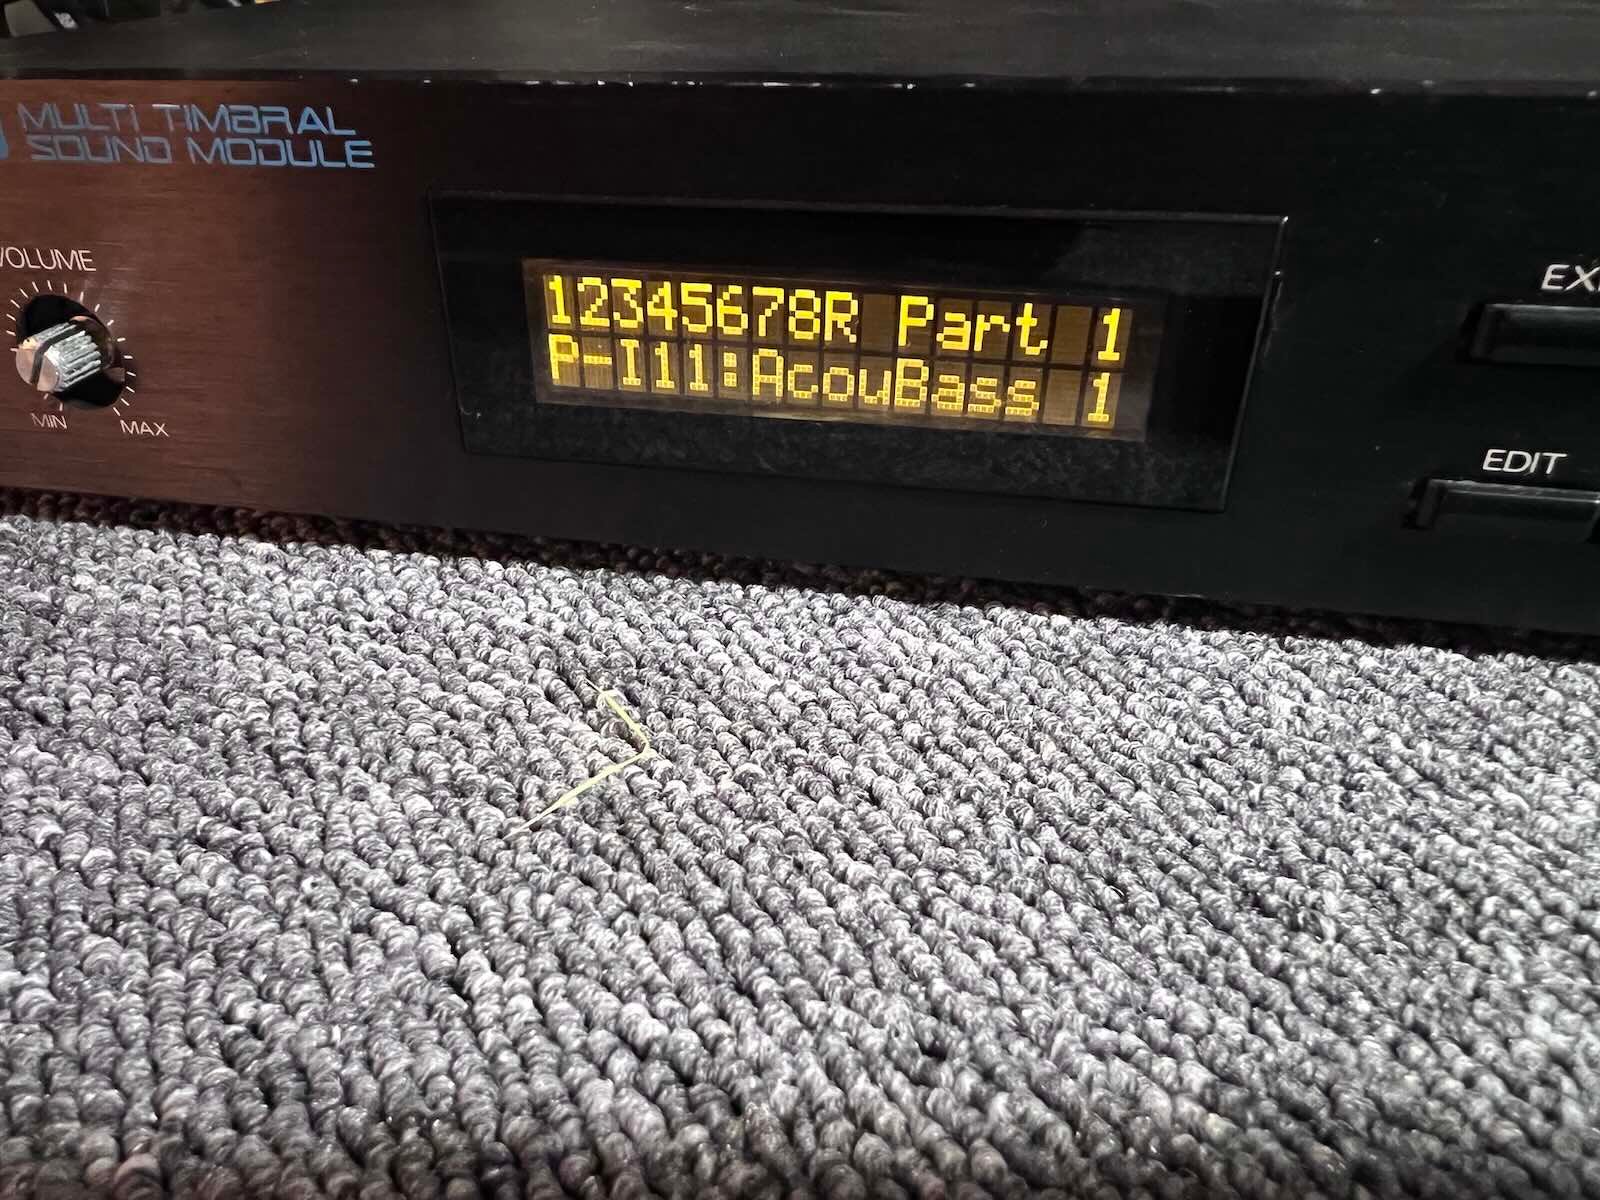 MULTI TIMBRAL
SOUND MODULE
VOLUME
MIN MAX
12345678R Part 1
P-I11:AcouBass 1
EDIT